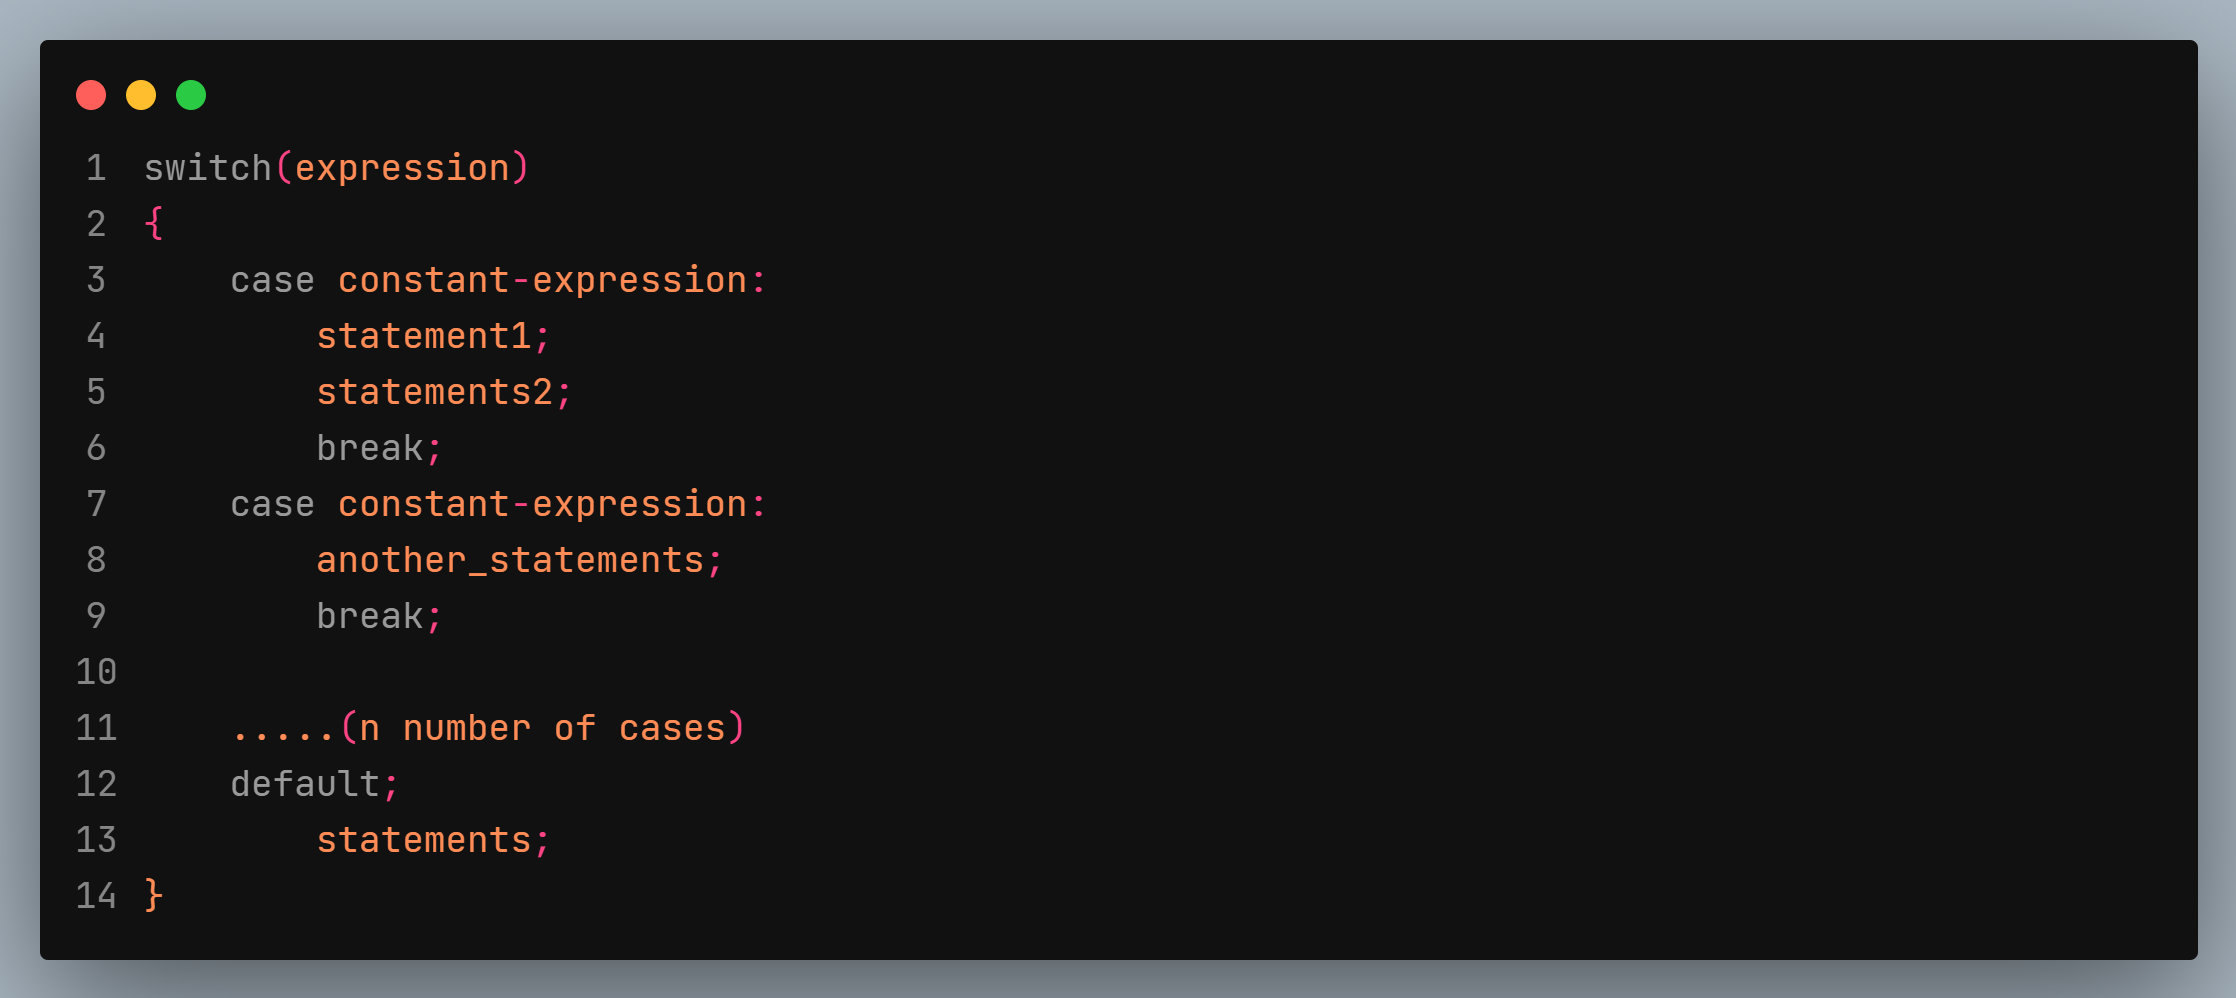 1 switch(expression)
2 {
3     case constant-expression:
4         statement1;
5         statements2;
6         break;
7     case constant-expression:
8         another_statements;
9         break;
10
11     .....(n number of cases)
12     default;
13         statements;
14 }